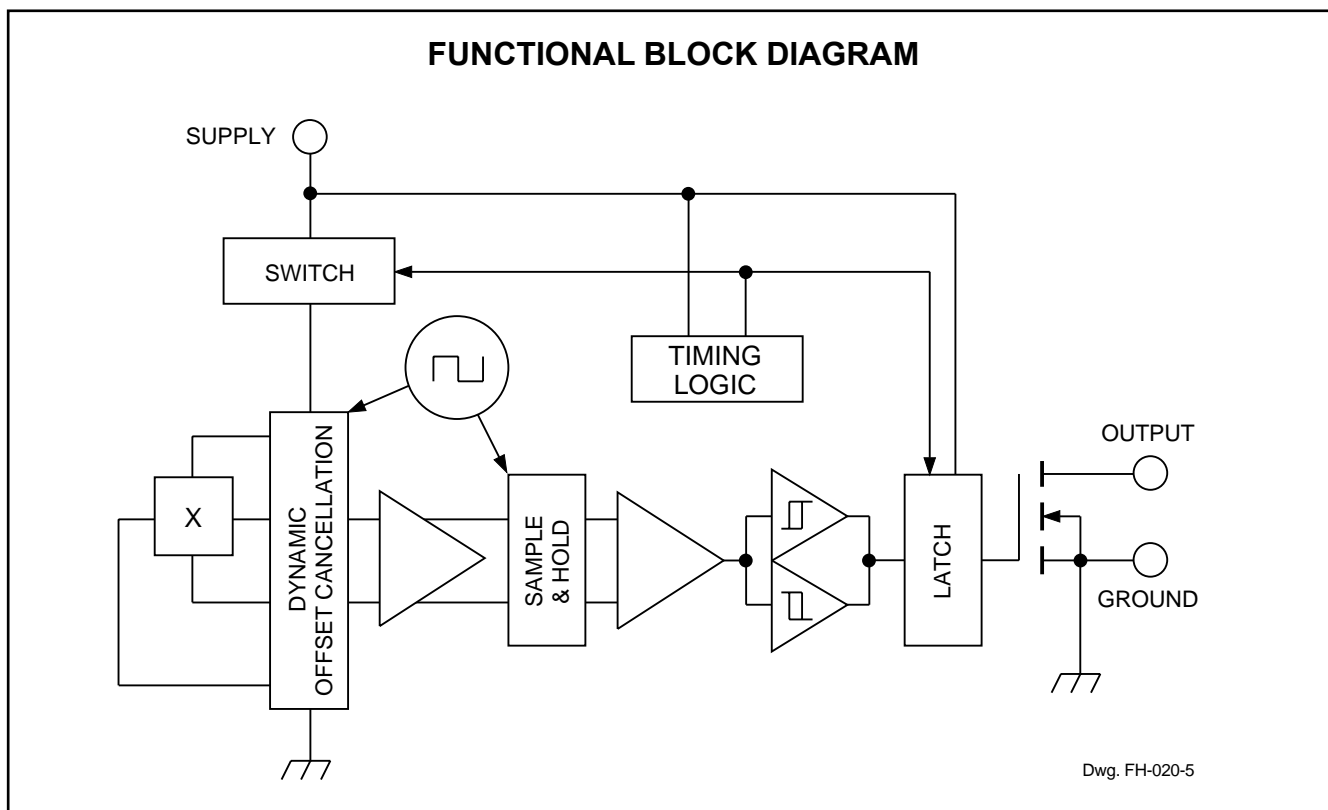 FUNCTIONAL BLOCK DIAGRAM
SUPPLY
SWITCH
TIMING
LOGIC
X
DYNAMIC
OFFSET CANCELLATION
SAMPLE
& HOLD
LATCH
OUTPUT
GROUND
Dwg. FH-020-5